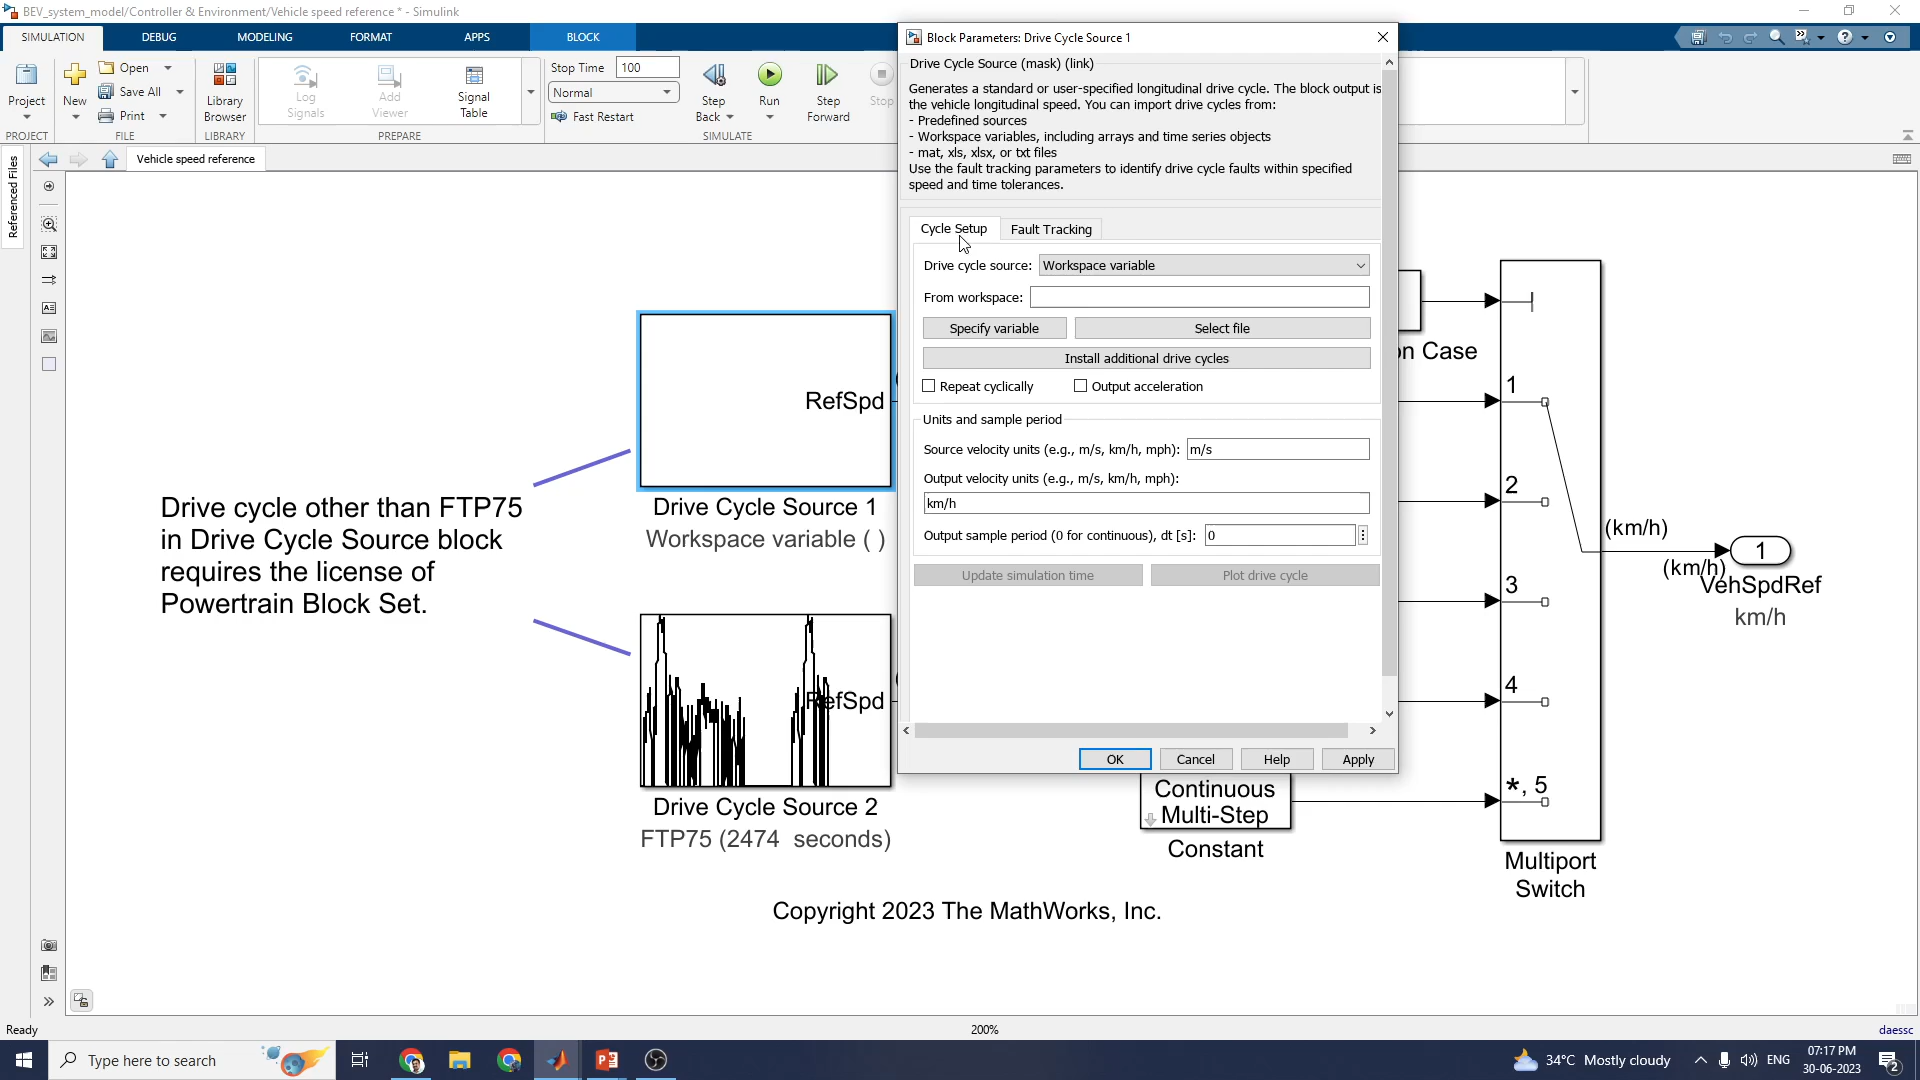 BEV_system_model/Controller & Environment/Vehicle speed reference * - Simulink
SIMULATION DEBUG MODELING FORMAT APPS BLOCK
Project
PROJECT
New
Open
Save All
Print
FILE
Library
Browser
LIBRARY
Log
Signals
Add
Viewer
Signal
Table
PREPARE
Stop Time 100
Normal
Fast Restart
Step
Back
Run
Step
Forward
Stop
SIMULATE
Referenced Files
Vehicle speed reference
Block Parameters: Drive Cycle Source 1
Drive Cycle Source (mask) (link)
Generates a standard or user-specified longitudinal drive cycle. The block output is
the vehicle longitudinal speed. You can import drive cycles from:
- Predefined sources
- Workspace variables, including arrays and time series objects
- mat, xls, xlsx, or txt files
Use the fault tracking parameters to identify drive cycle faults within specified
speed and time tolerances.
Cycle Setup Fault Tracking
Drive cycle source: Workspace variable
From workspace:
Specify variable Select file
Install additional drive cycles
Repeat cyclically Output acceleration
Units and sample period
Source velocity units (e.g., m/s, km/h, mph): m/s
Output velocity units (e.g., m/s, km/h, mph):
km/h
Output sample period (0 for continuous), dt [s]: 0
Update simulation time Plot drive cycle
OK Cancel Help Apply
Drive cycle other than FTP75
in Drive Cycle Source block
requires the license of
Powertrain Block Set.
RefSpd
Drive Cycle Source 1
Workspace variable ( )
RefSpd
Drive Cycle Source 2
FTP75 (2474 seconds)
Case
1
2
3
4
*, 5
Multiport
Switch
(km/h)
(km/h)
1
VehSpdRef
km/h
Continuous
Multi-Step
Constant
Copyright 2023 The MathWorks, Inc.
Ready 200% daessc
Type here to search
34°C Mostly cloudy
ENG
07:17 PM
30-06-2023
2